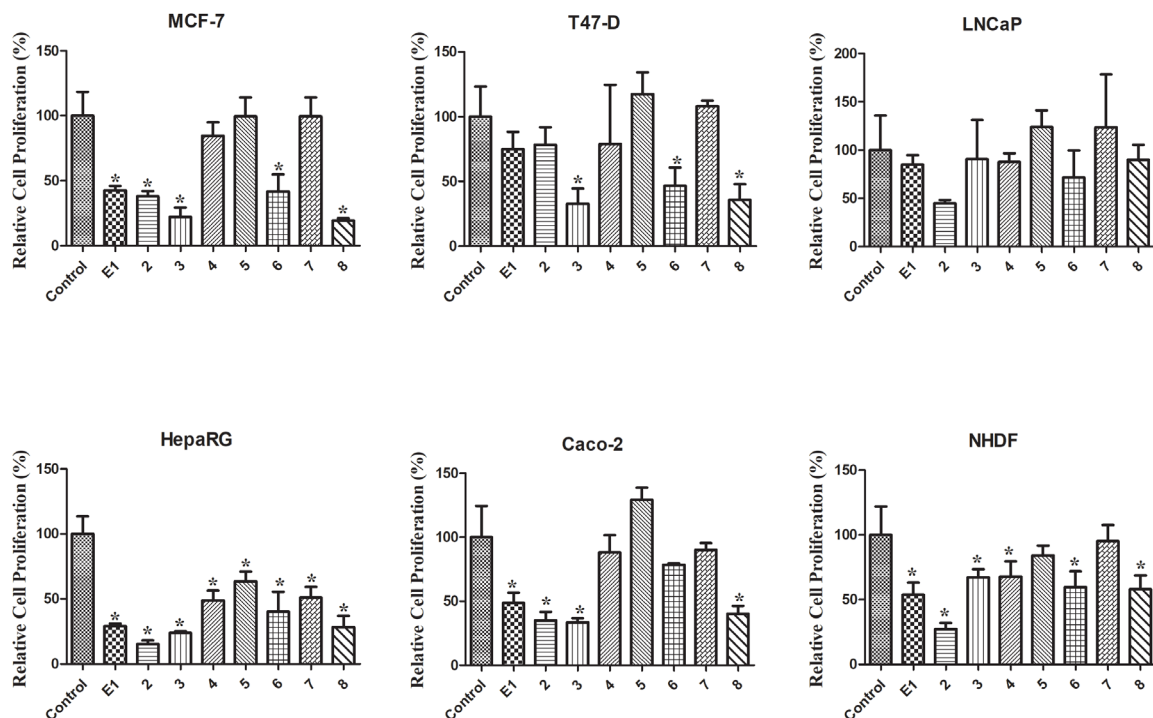 MCF-7
Relative Cell Proliferation (%)
150
100
50
0
* * * * *
Control E1 2 3 4 5 6 7 8
T47-D
Relative Cell Proliferation (%)
150
100
50
0
* * *
Control E1 2 3 4 5 6 7 8
LNCaP
Relative Cell Proliferation (%)
200
150
100
50
0
Control E1 2 3 4 5 6 7 8
HepaRG
Relative Cell Proliferation (%)
150
100
50
0
* * * * * * * *
Control E1 2 3 4 5 6 7 8
Caco-2
Relative Cell Proliferation (%)
150
100
50
0
* * * *
Control E1 2 3 4 5 6 7 8
NHDF
Relative Cell Proliferation (%)
150
100
50
0
* * * * * *
Control E1 2 3 4 5 6 7 8